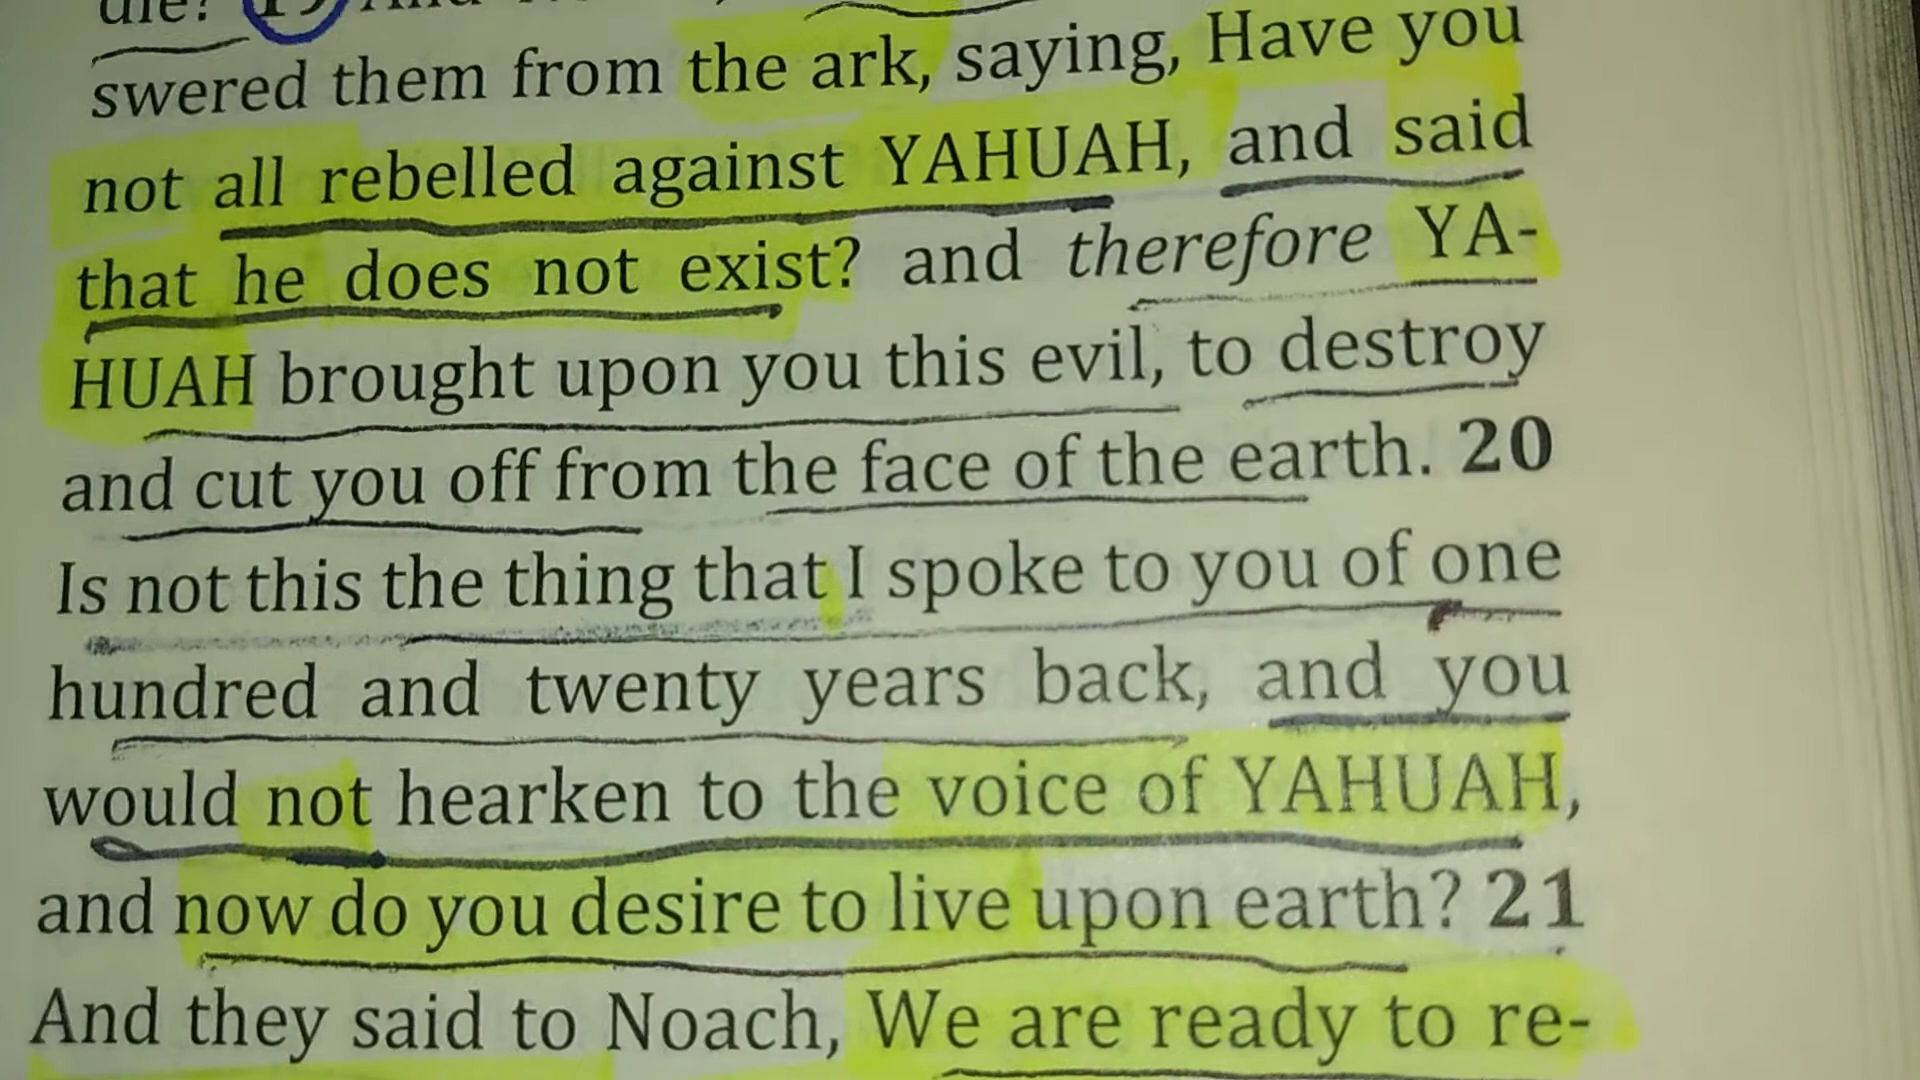 die? 19 And
swered them from the ark, saying, Have you
not all rebelled against YAHUAH, and said
that he does not exist? and therefore YA-
HUAH brought upon you this evil, to destroy
and cut you off from the face of the earth. 20
Is not this the thing that I spoke to you of one
hundred and twenty years back, and you
would not hearken to the voice of YAHUAH,
and now do you desire to live upon earth? 21
And they said to Noach, We are ready to re-